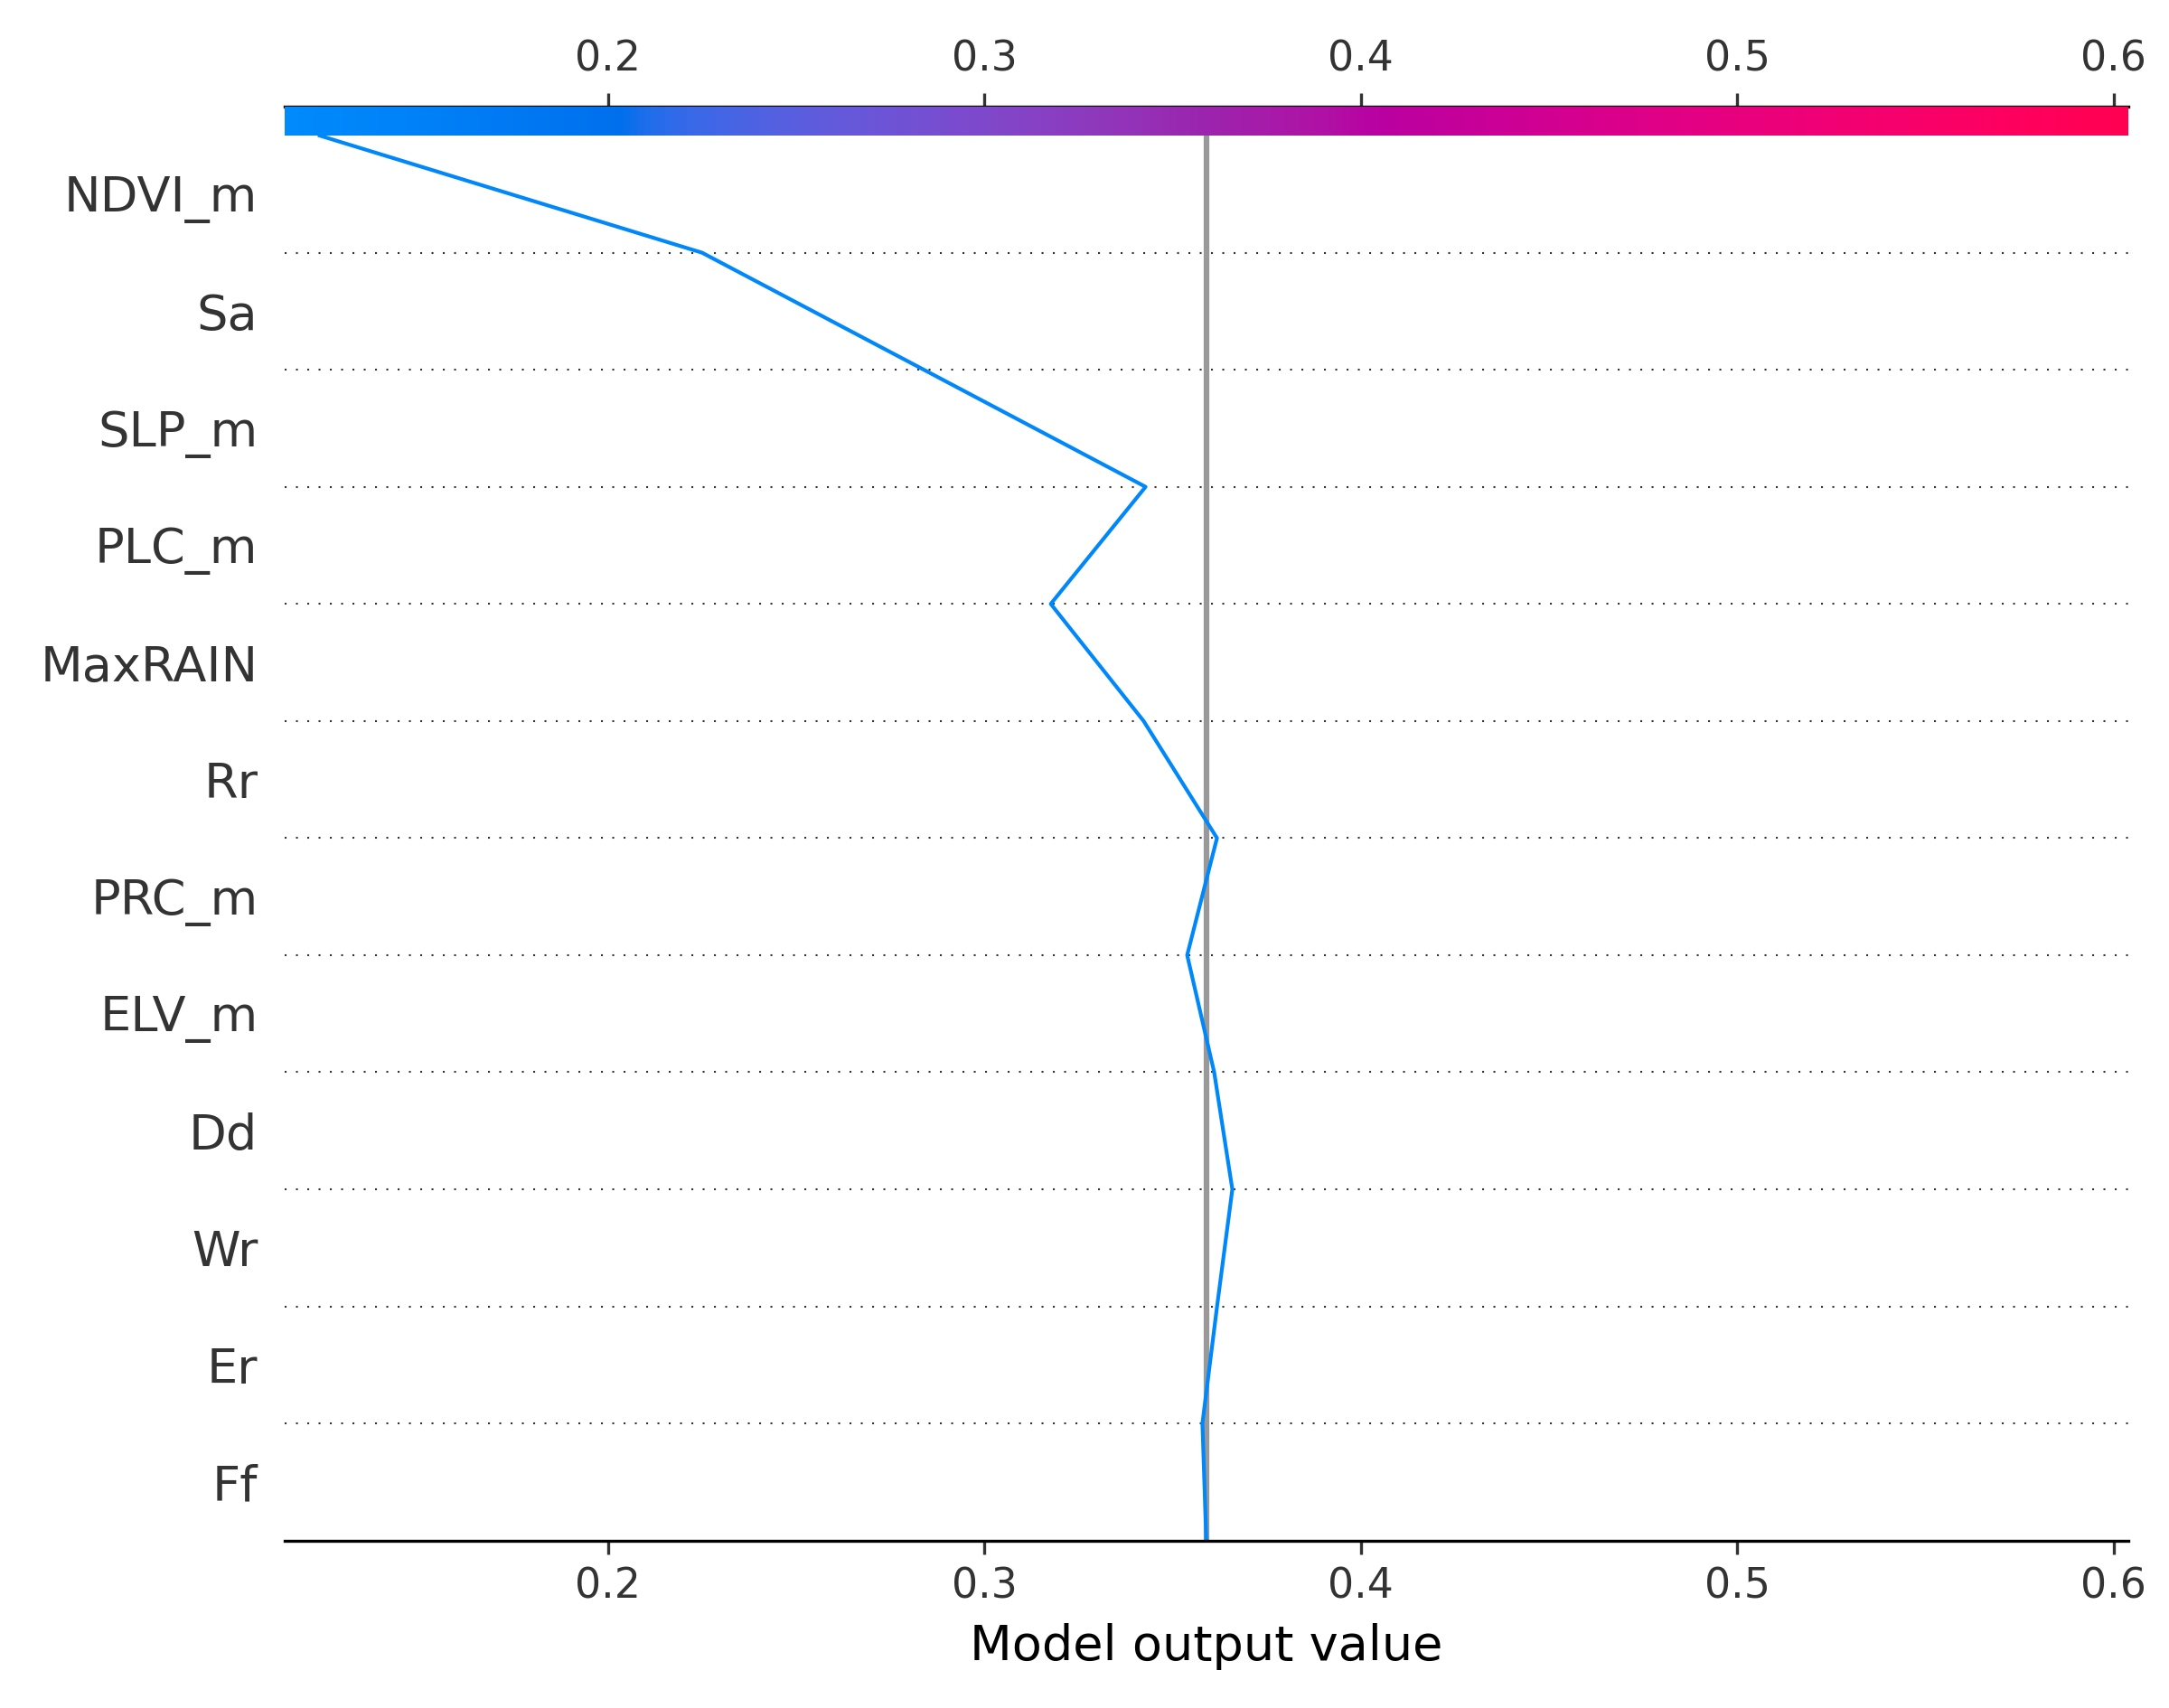 0.2 0.3 0.4 0.5 0.6
NDVI_m
Sa
SLP_m
PLC_m
MaxRAIN
Rr
PRC_m
ELV_m
Dd
Wr
Er
Ff
0.2 0.3 0.4 0.5 0.6
Model output value